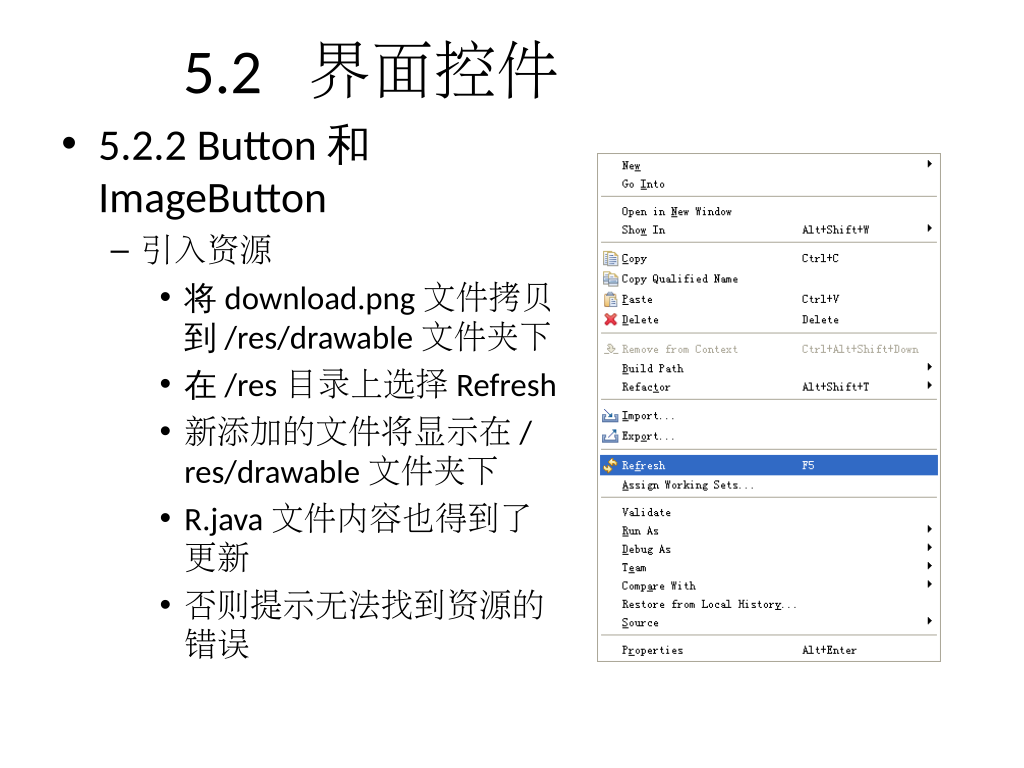 5.2 界面控件
• 5.2.2 Button 和
ImageButton
– 引入资源
• 将 download.png 文件拷贝
到 /res/drawable 文件夹下
• 在 /res 目录上选择 Refresh
• 新添加的文件将显示在 /
res/drawable 文件夹下
• R.java 文件内容也得到了
更新
• 否则提示无法找到资源的
错误
New
Go Into
Open in New Window
Show In Alt+Shift+W
Copy Ctrl+C
Copy Qualified Name
Paste Ctrl+V
Delete Delete
Remove from Context Ctrl+Alt+Shift+Down
Build Path
Refactor Alt+Shift+T
Import...
Export...
Refresh F5
Assign Working Sets...
Validate
Run As
Debug As
Team
Compare With
Restore from Local History...
Source
Properties Alt+Enter